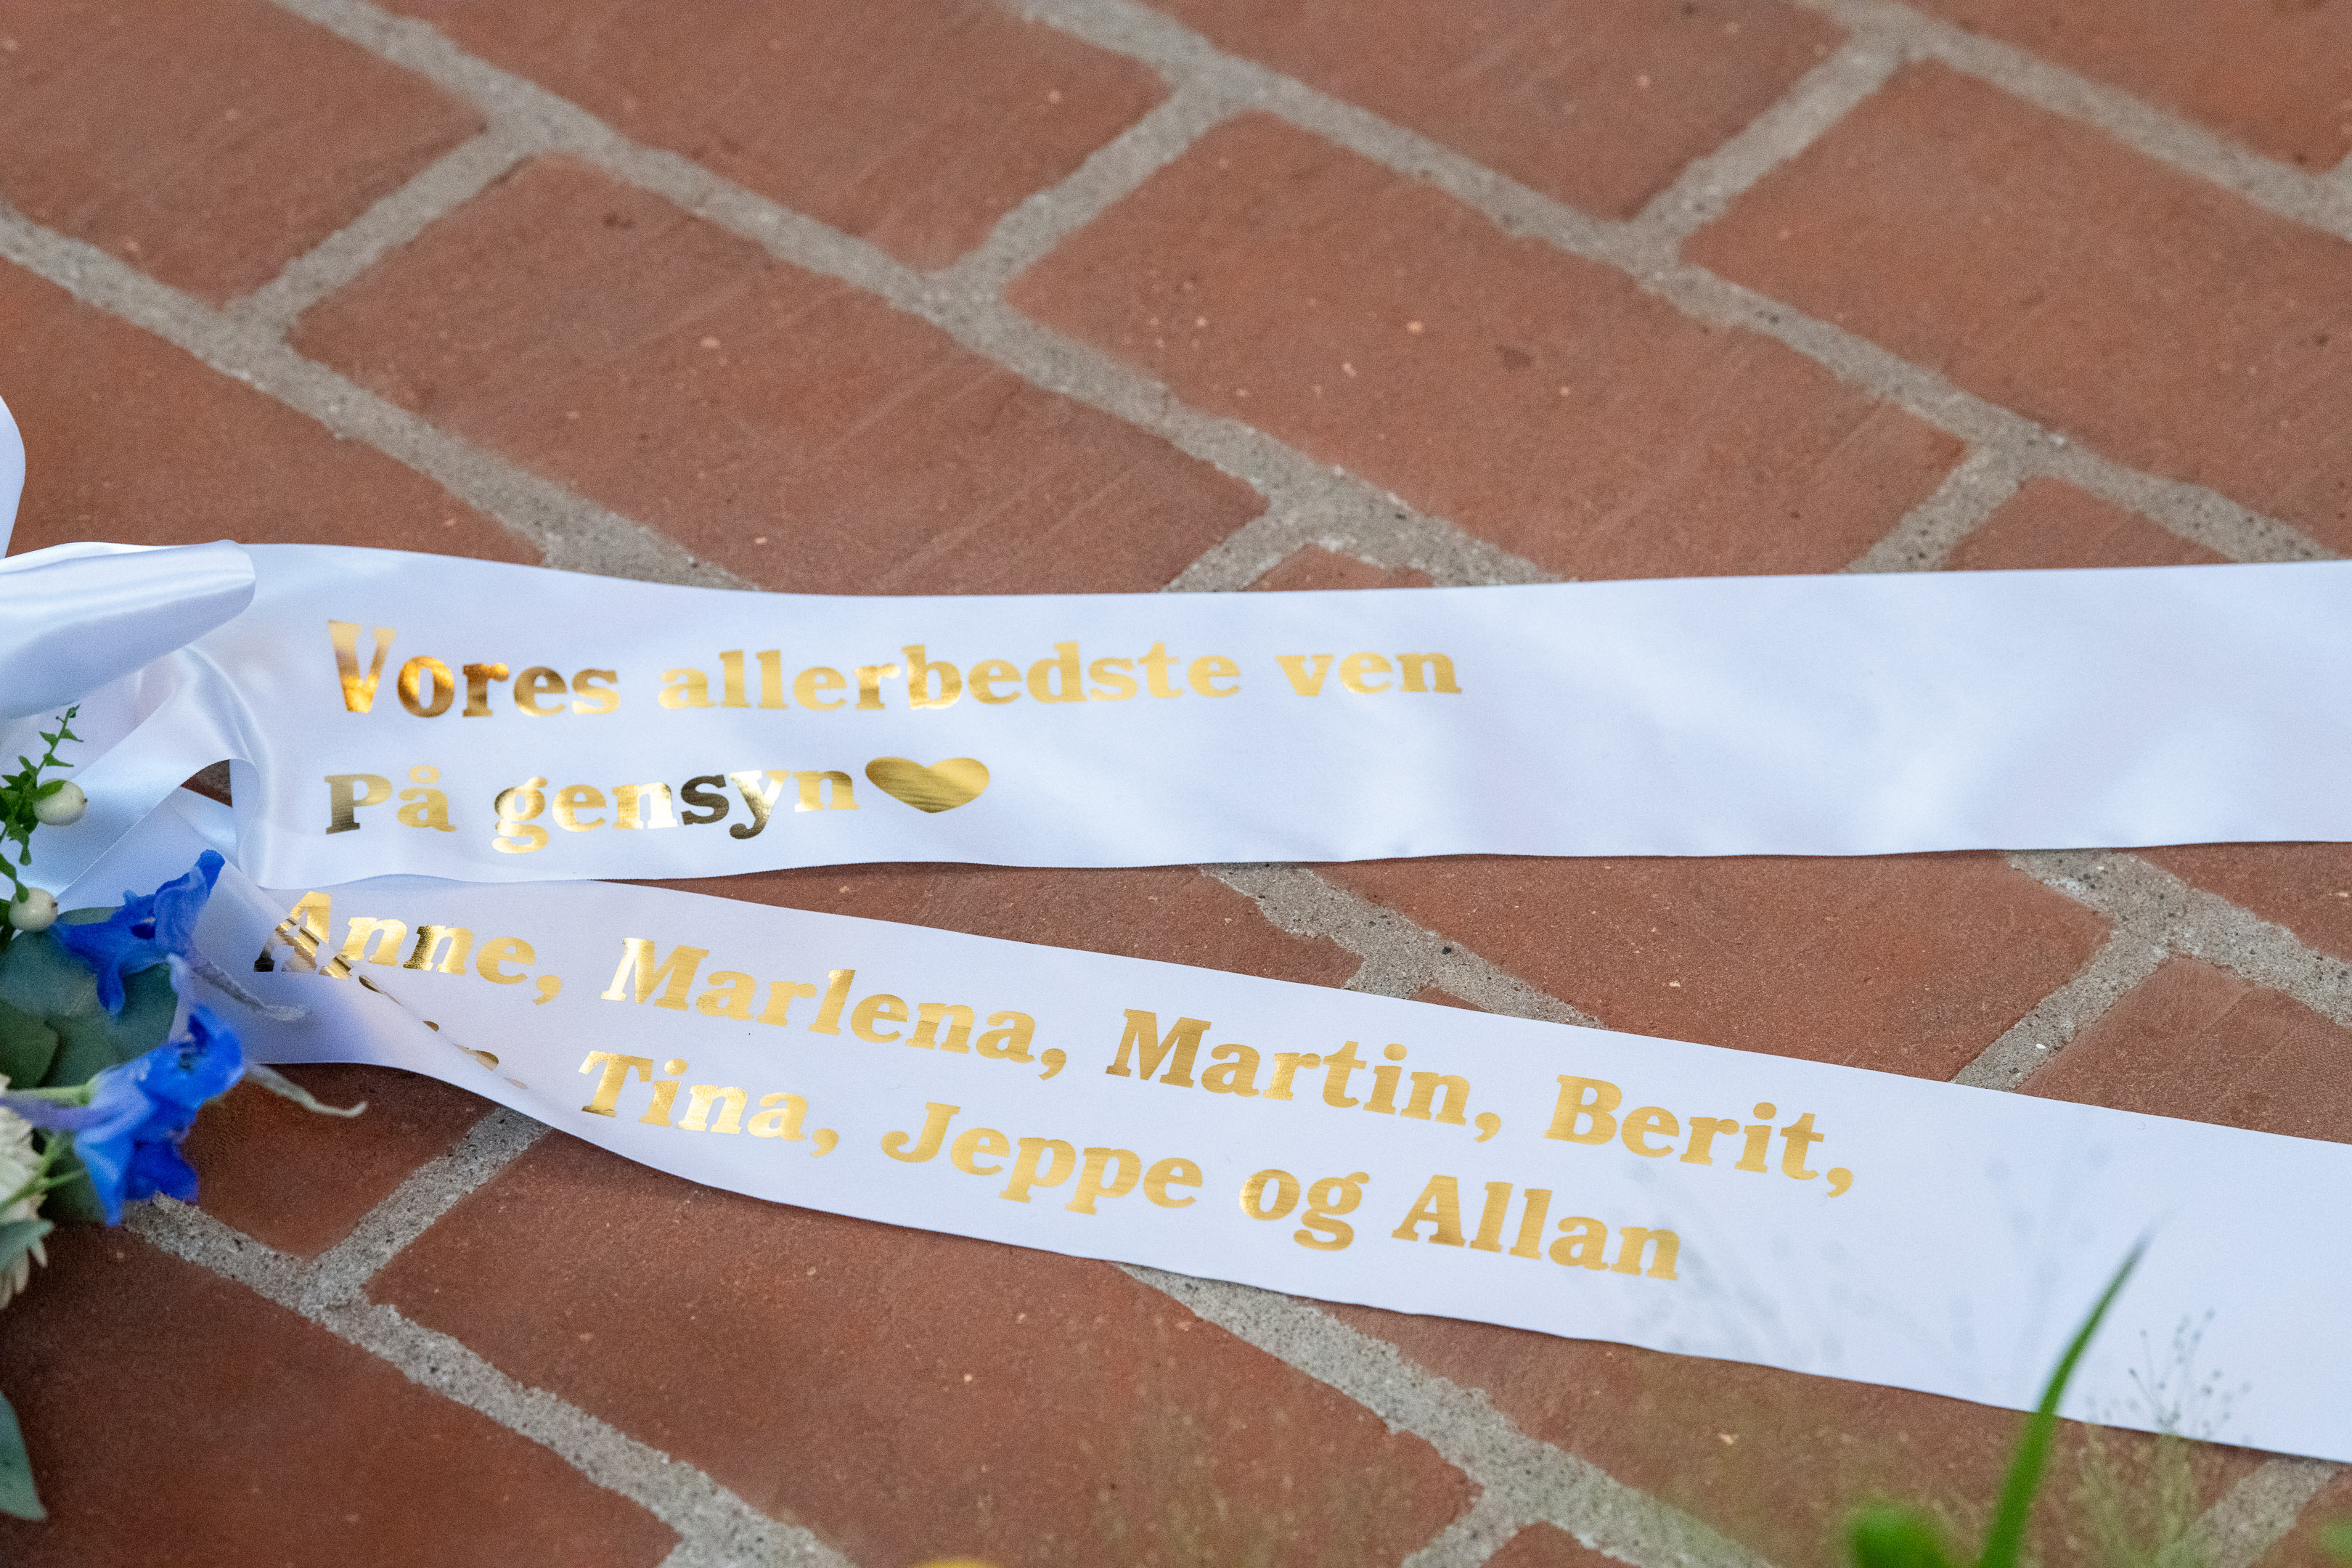 Vores allerbedste ven
På gensyn♥
Anne, Marlena, Martin, Berit,
Tina, Jeppe og Allan